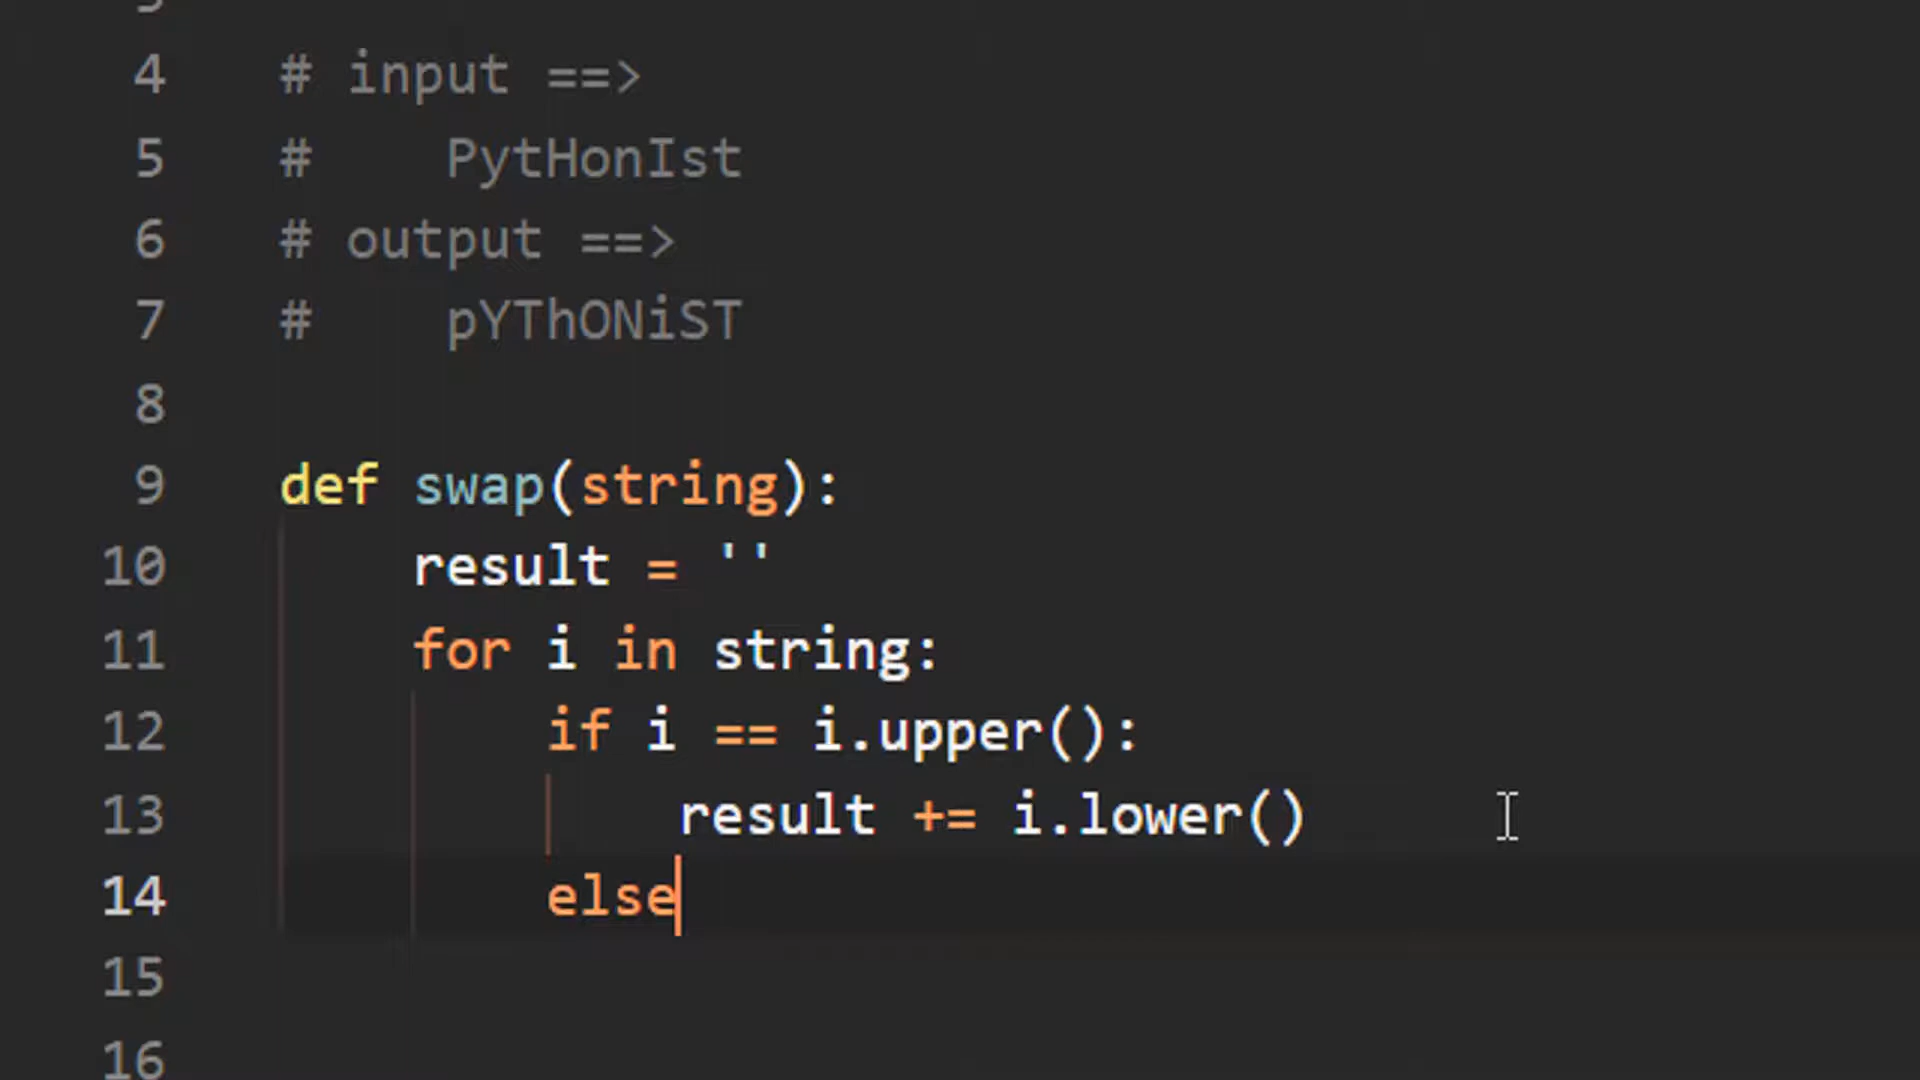 4 # input ==>
5 #    PytHonIst
6 # output ==>
7 #    pYThONiST
8
9 def swap(string):
10     result = ''
11     for i in string:
12         if i == i.upper():
13             result += i.lower()
14         else
15
16